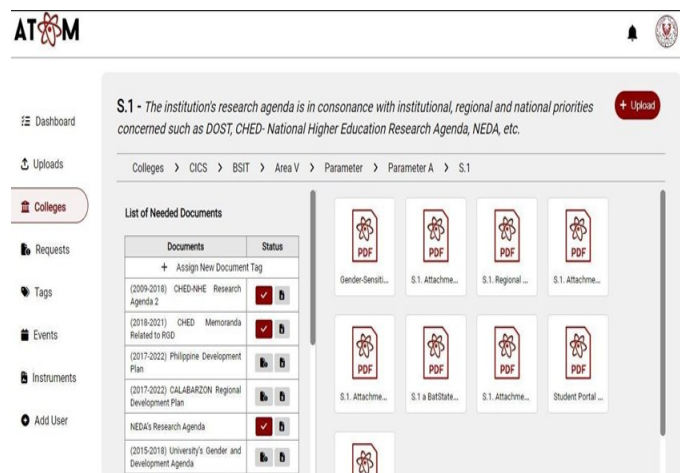 ATOM
S.1 - The institution's research agenda is in consonance with institutional, regional and national priorities
concerned such as DOST, CHED- National Higher Education Research Agenda, NEDA, etc.
+ Upload
Dashboard
Uploads
Colleges
Requests
Tags
Events
Instruments
Add User
Colleges > CICS > BSIT > Area V > Parameter > Parameter A > S.1
List of Needed Documents
Documents Status
+ Assign New Document Tag
(2009-2018) CHED-NHE Research
Agenda 2
(2018-2021) CHED Memoranda
Related to RGD
(2017-2022) Philippine Development
Plan
(2017-2022) CALABARZON Regional
Development Plan
NEDA's Research Agenda
(2015-2018) University's Gender and
Development Agenda
PDF PDF PDF PDF
Gender-Sensiti... S.1. Attachme... S.1. Regional ... S.1. Attachme...
PDF PDF PDF PDF
S.1. Attachme... S.1 a BatState... S.1. Attachme... Student Portal ...